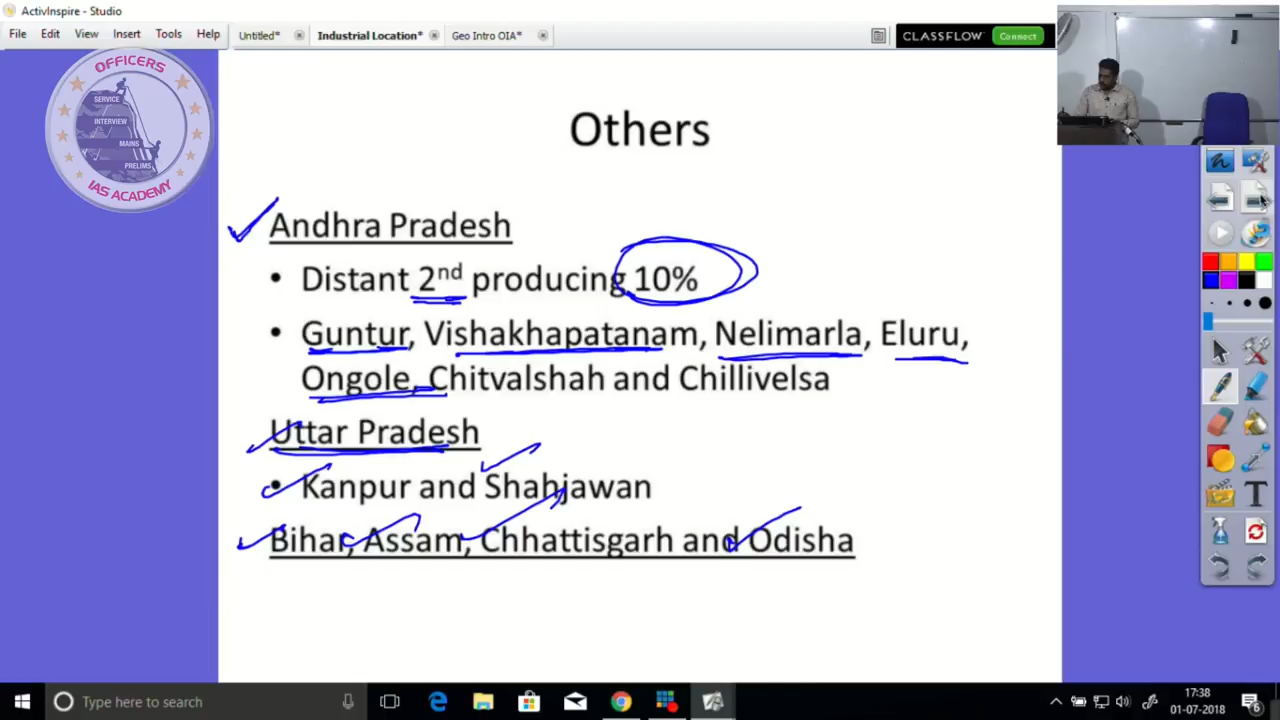 ActivInspire - Studio
File Edit View Insert Tools Help
Untitled* Industrial Location* Geo Intro OIA* CLASSFLOW Connect
OFFICERS
SERVICE
INTERVIEW
MAINS
PRELIMS
IAS ACADEMY
Others
Andhra Pradesh
• Distant 2nd producing 10%
• Guntur, Vishakhapatanam, Nelimarla, Eluru,
Ongole, Chitvalshah and Chillivelsa
Uttar Pradesh
• Kanpur and Shahjawan
Bihar, Assam, Chhattisgarh and Odisha
T
Type here to search
17:38
01-07-2018
6